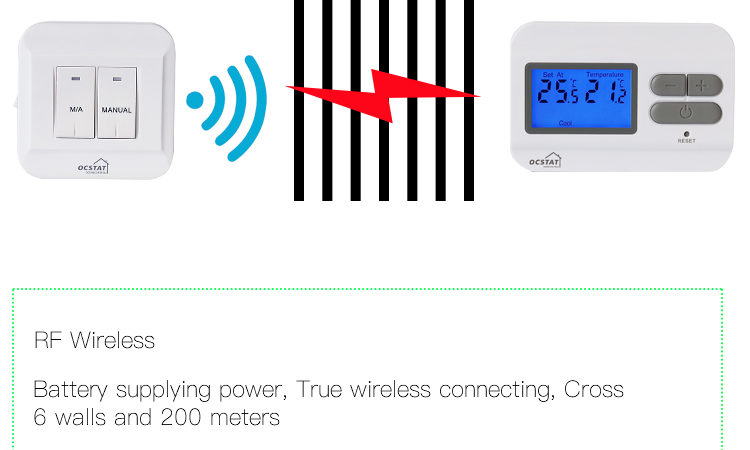 M/A MANUAL
OCSTAT
Set At Temperature
25.5°C 21.2°C
Cool
RESET
OCSTAT
RF Wireless
Battery supplying power, True wireless connecting, Cross
6 walls and 200 meters